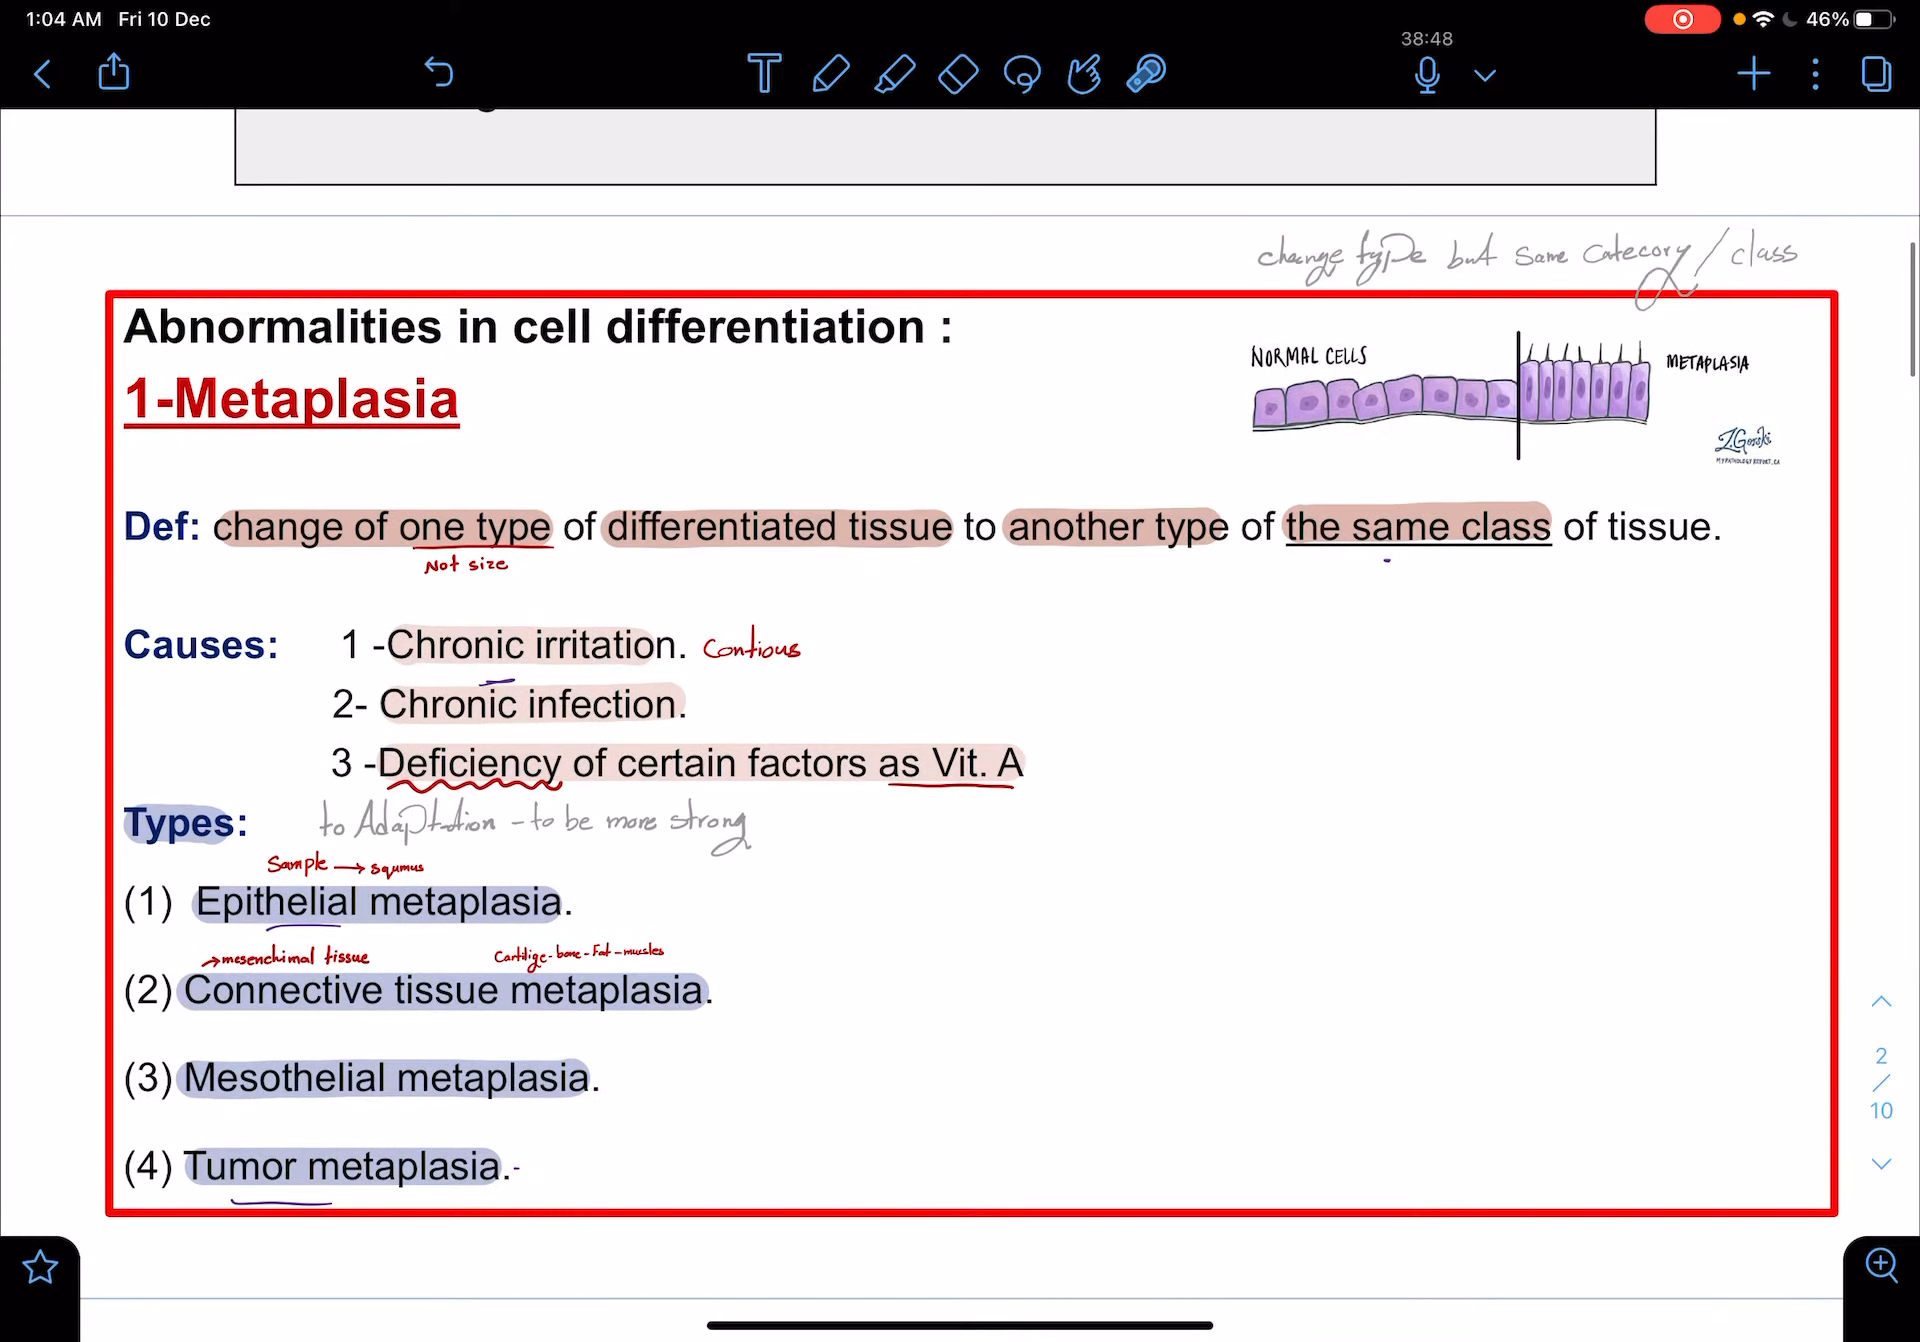 1:04 AM Fri 10 Dec
46%
38:48
change type but same catecory / class
Abnormalities in cell differentiation :
NORMAL CELLS
METAPLASIA
1-Metaplasia
MYPATHOLOGYREPORT.CA
Def: change of one type of differentiated tissue to another type of the same class of tissue.
Not size
Causes: 1 -Chronic irritation. Contious
2- Chronic infection.
3 -Deficiency of certain factors as Vit. A
Types: to Adaptation - to be more strong
Sample → squmus
(1) Epithelial metaplasia.
→ mesenchimal tissue Cartilige - bone - Fat - muscles
(2) Connective tissue metaplasia.
(3) Mesothelial metaplasia.
(4) Tumor metaplasia.-
2
/
10